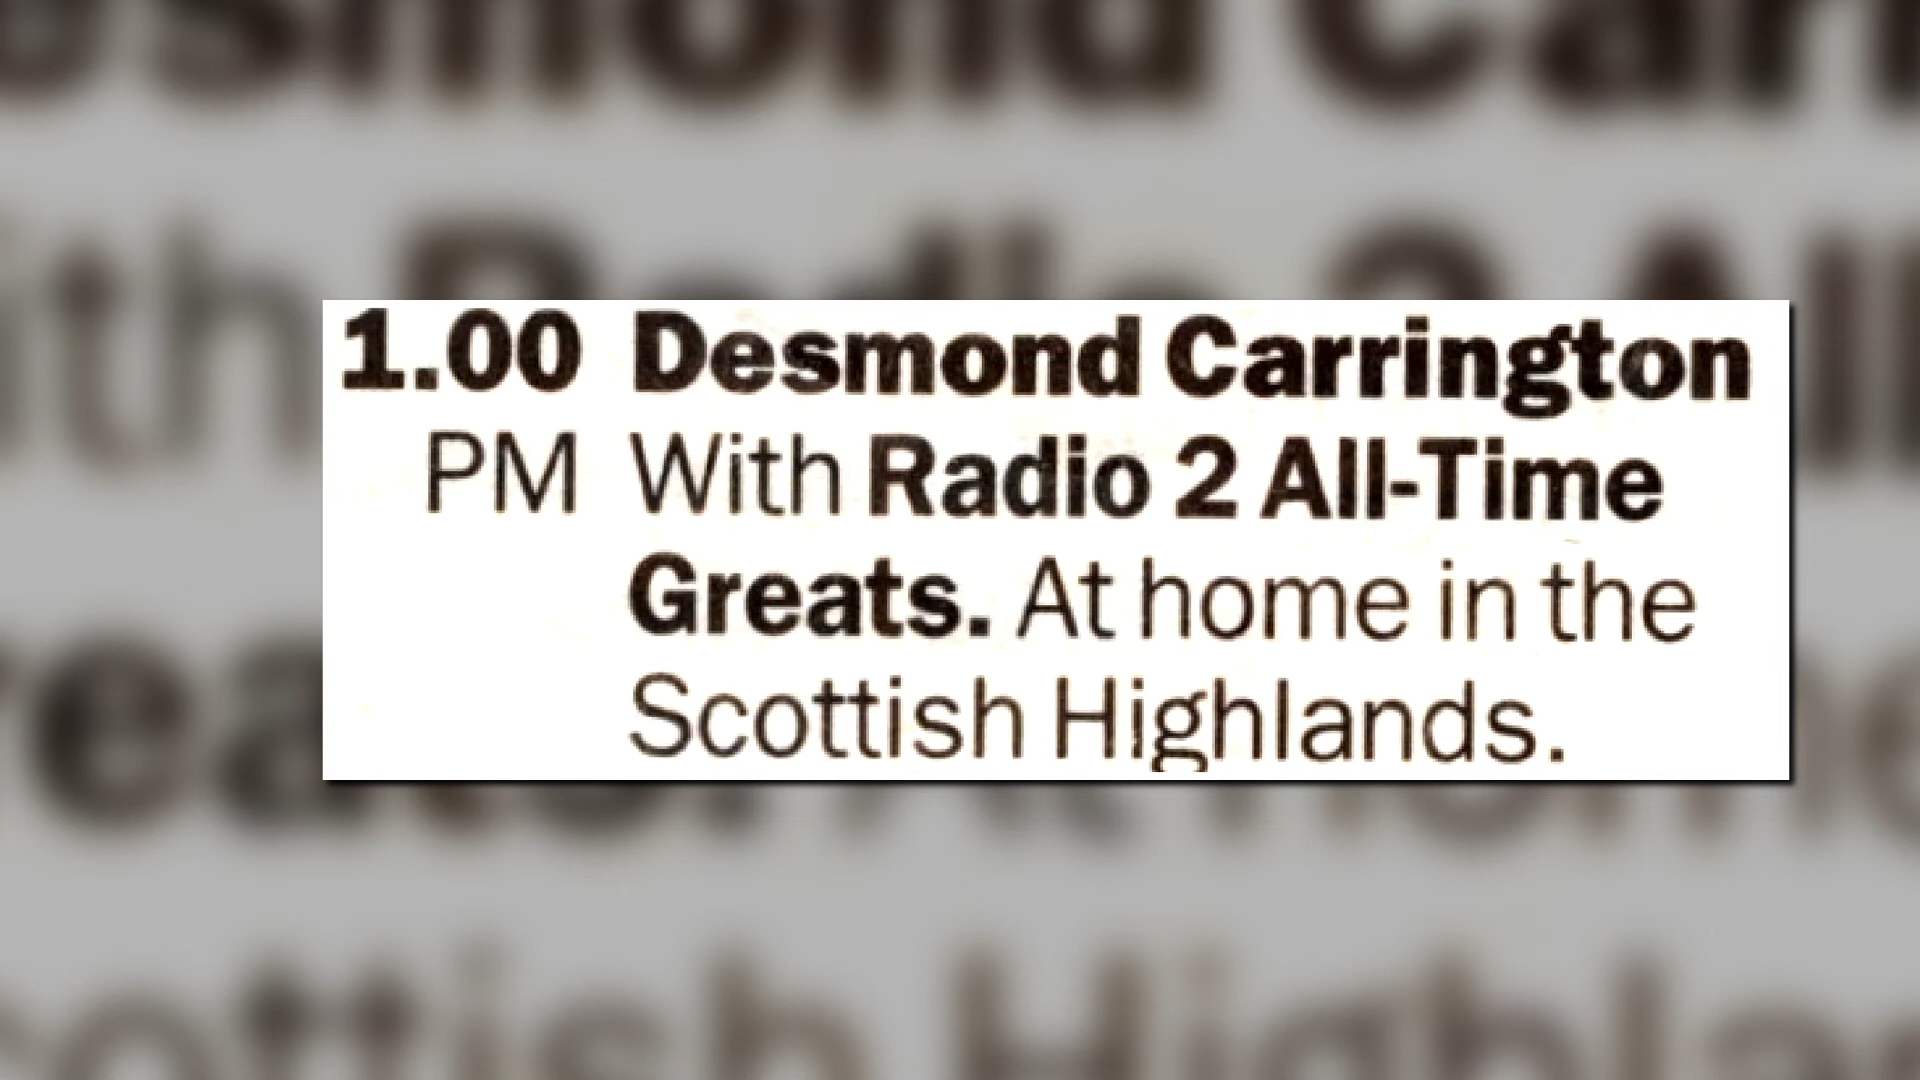 1.00 Desmond Carrington
PM With Radio 2 All-Time
Greats. At home in the
Scottish Highlands.